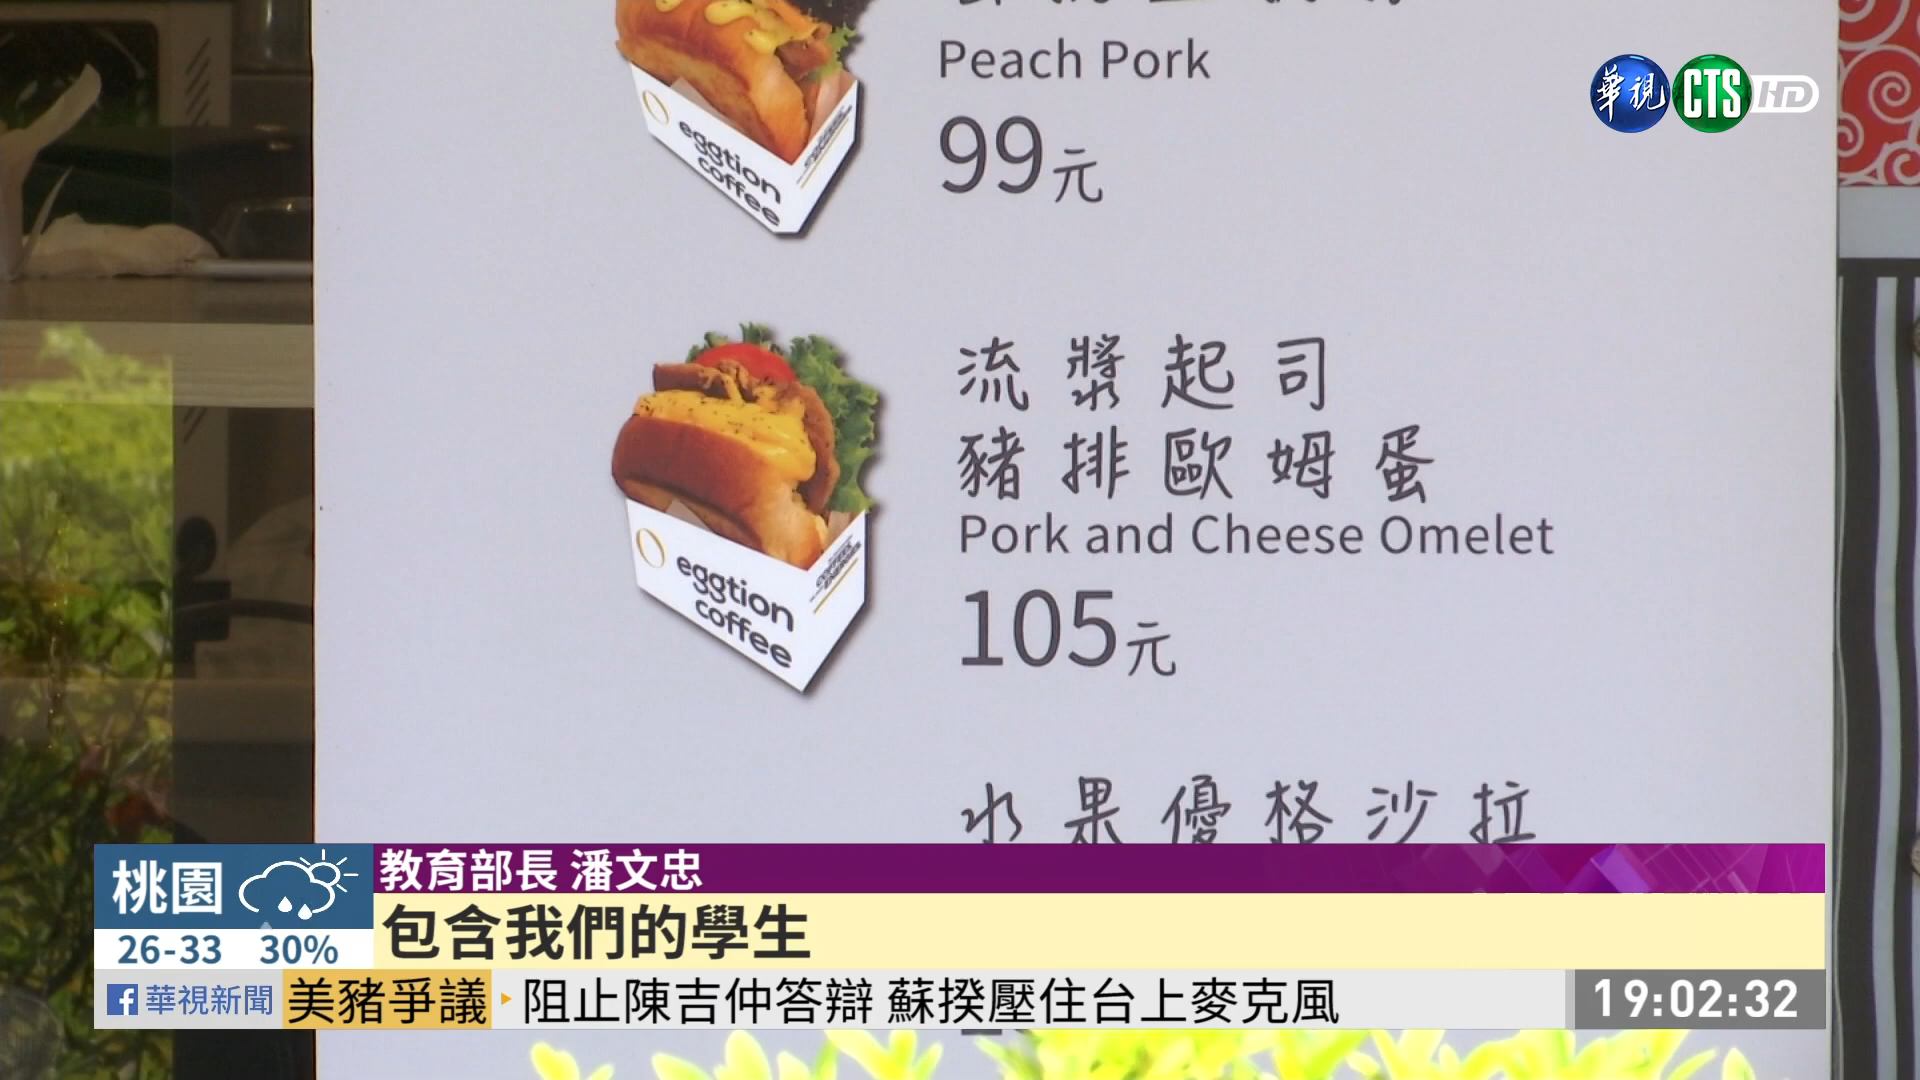 Peach Pork
華視 CTS HD
99元
eggtion
coffee
流漿起司
豬排歐姆蛋
Pork and Cheese Omelet
105元
eggtion
coffee
水果優格沙拉
桃園
26-33 30%
教育部長 潘文忠
包含我們的學生
華視新聞 美豬爭議 阻止陳吉仲答辯 蘇揆壓住台上麥克風
19:02:32